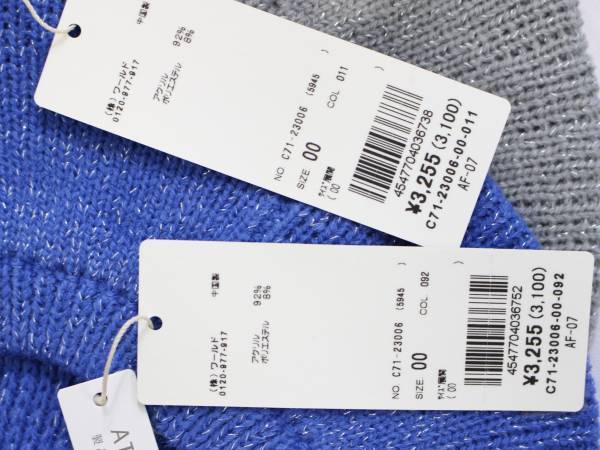 中国製
アクリル 92%
ポリエステル 8%
(株)ワールド
0120-977-917
NO. C71-23006 (5945 )
SIZE 00 COL 011
ｻｲｽﾞ展開
( 00 )
4547704036738
¥3,255 (3,100)
C71-23006-00-011
AF-07
中国製
アクリル 92%
ポリエステル 8%
(株)ワールド
0120-977-917
NO. C71-23006 (5945 )
SIZE 00 COL 092
ｻｲｽﾞ展開
( 00 )
4547704036752
¥3,255 (3,100)
C71-23006-00-092
AF-07
AT